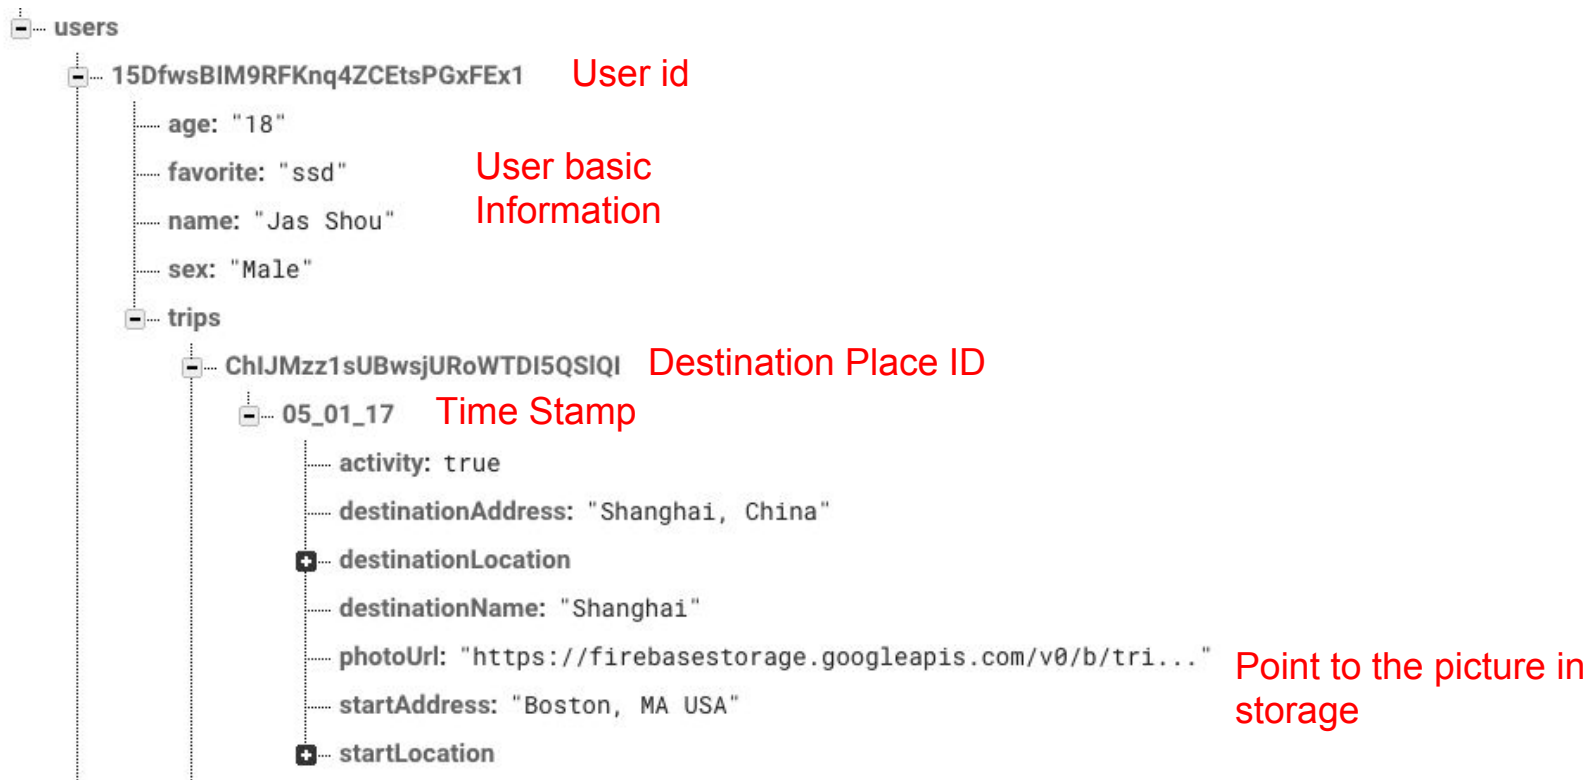 users
15DfwsBIM9RFKnq4ZCEtsPGxFEx1 User id
age: "18"
favorite: "ssd"
User basic
Information
name: "Jas Shou"
sex: "Male"
trips
ChIJMzz1sUBwsjURoWTDI5QSlQI Destination Place ID
05_01_17 Time Stamp
activity: true
destinationAddress: "Shanghai, China"
destinationLocation
destinationName: "Shanghai"
photoUrl: "https://firebasestorage.googleapis.com/v0/b/tri..."
Point to the picture in
storage
startAddress: "Boston, MA USA"
startLocation